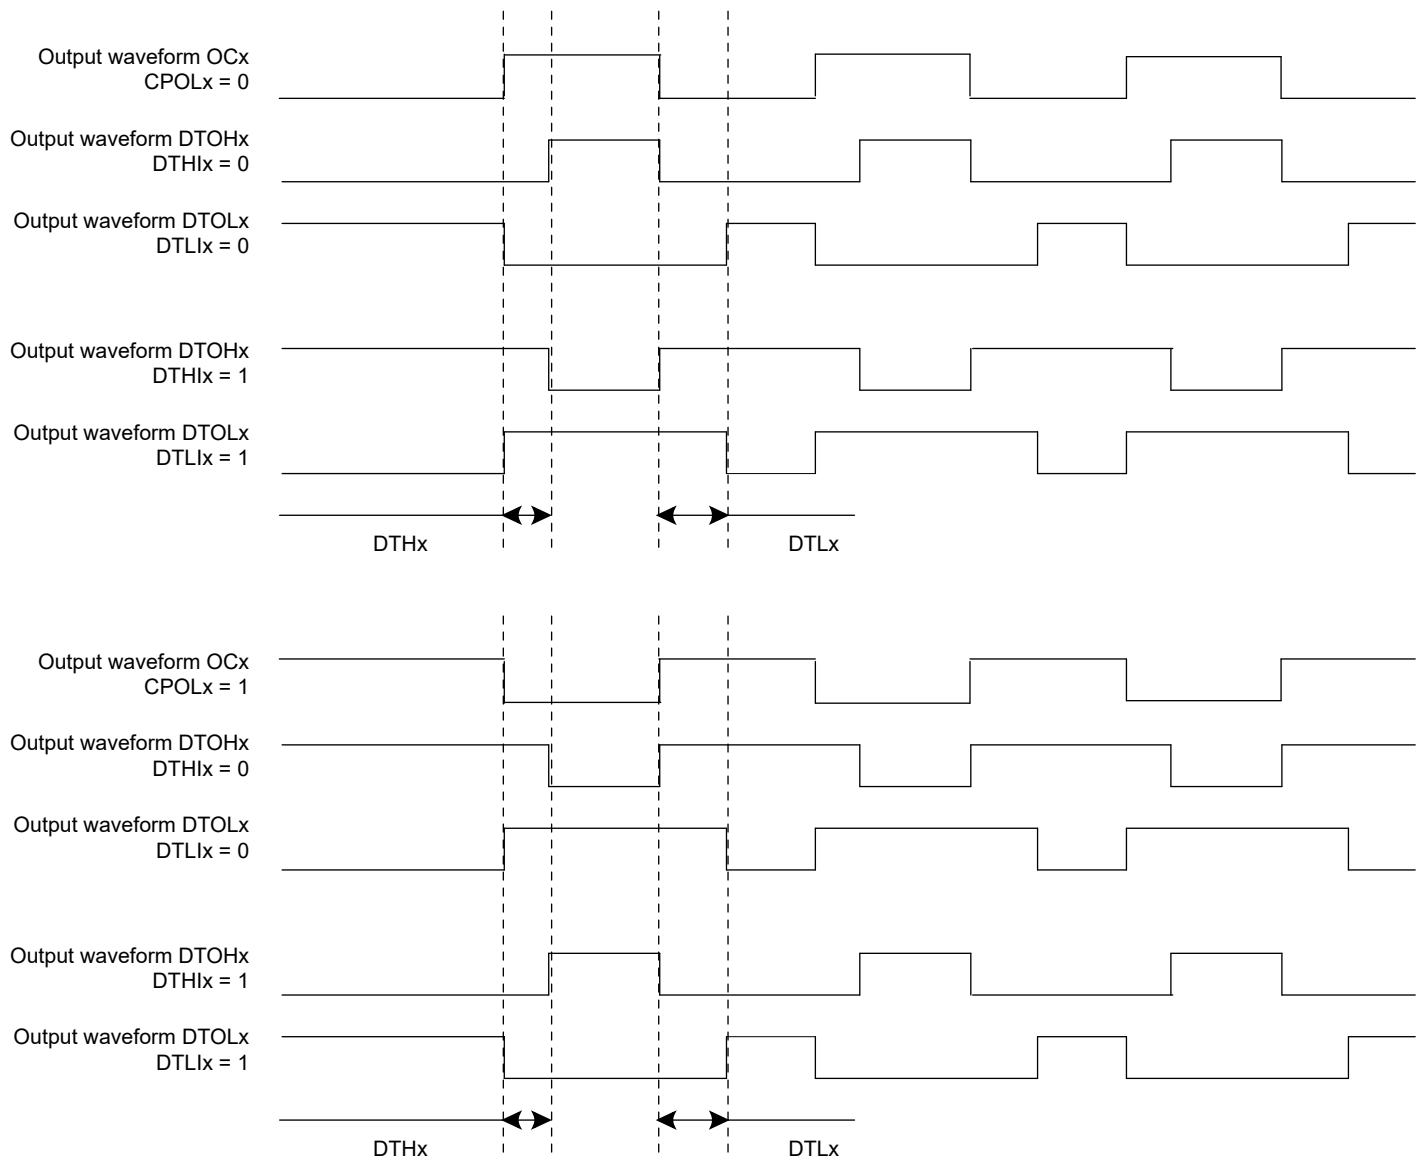 Output waveform OCx
CPOLx = 0
Output waveform DTOHx
DTHIx = 0
Output waveform DTOLx
DTLIx = 0
Output waveform DTOHx
DTHIx = 1
Output waveform DTOLx
DTLIx = 1
DTHx
DTLx
Output waveform OCx
CPOLx = 1
Output waveform DTOHx
DTHIx = 0
Output waveform DTOLx
DTLIx = 0
Output waveform DTOHx
DTHIx = 1
Output waveform DTOLx
DTLIx = 1
DTHx
DTLx